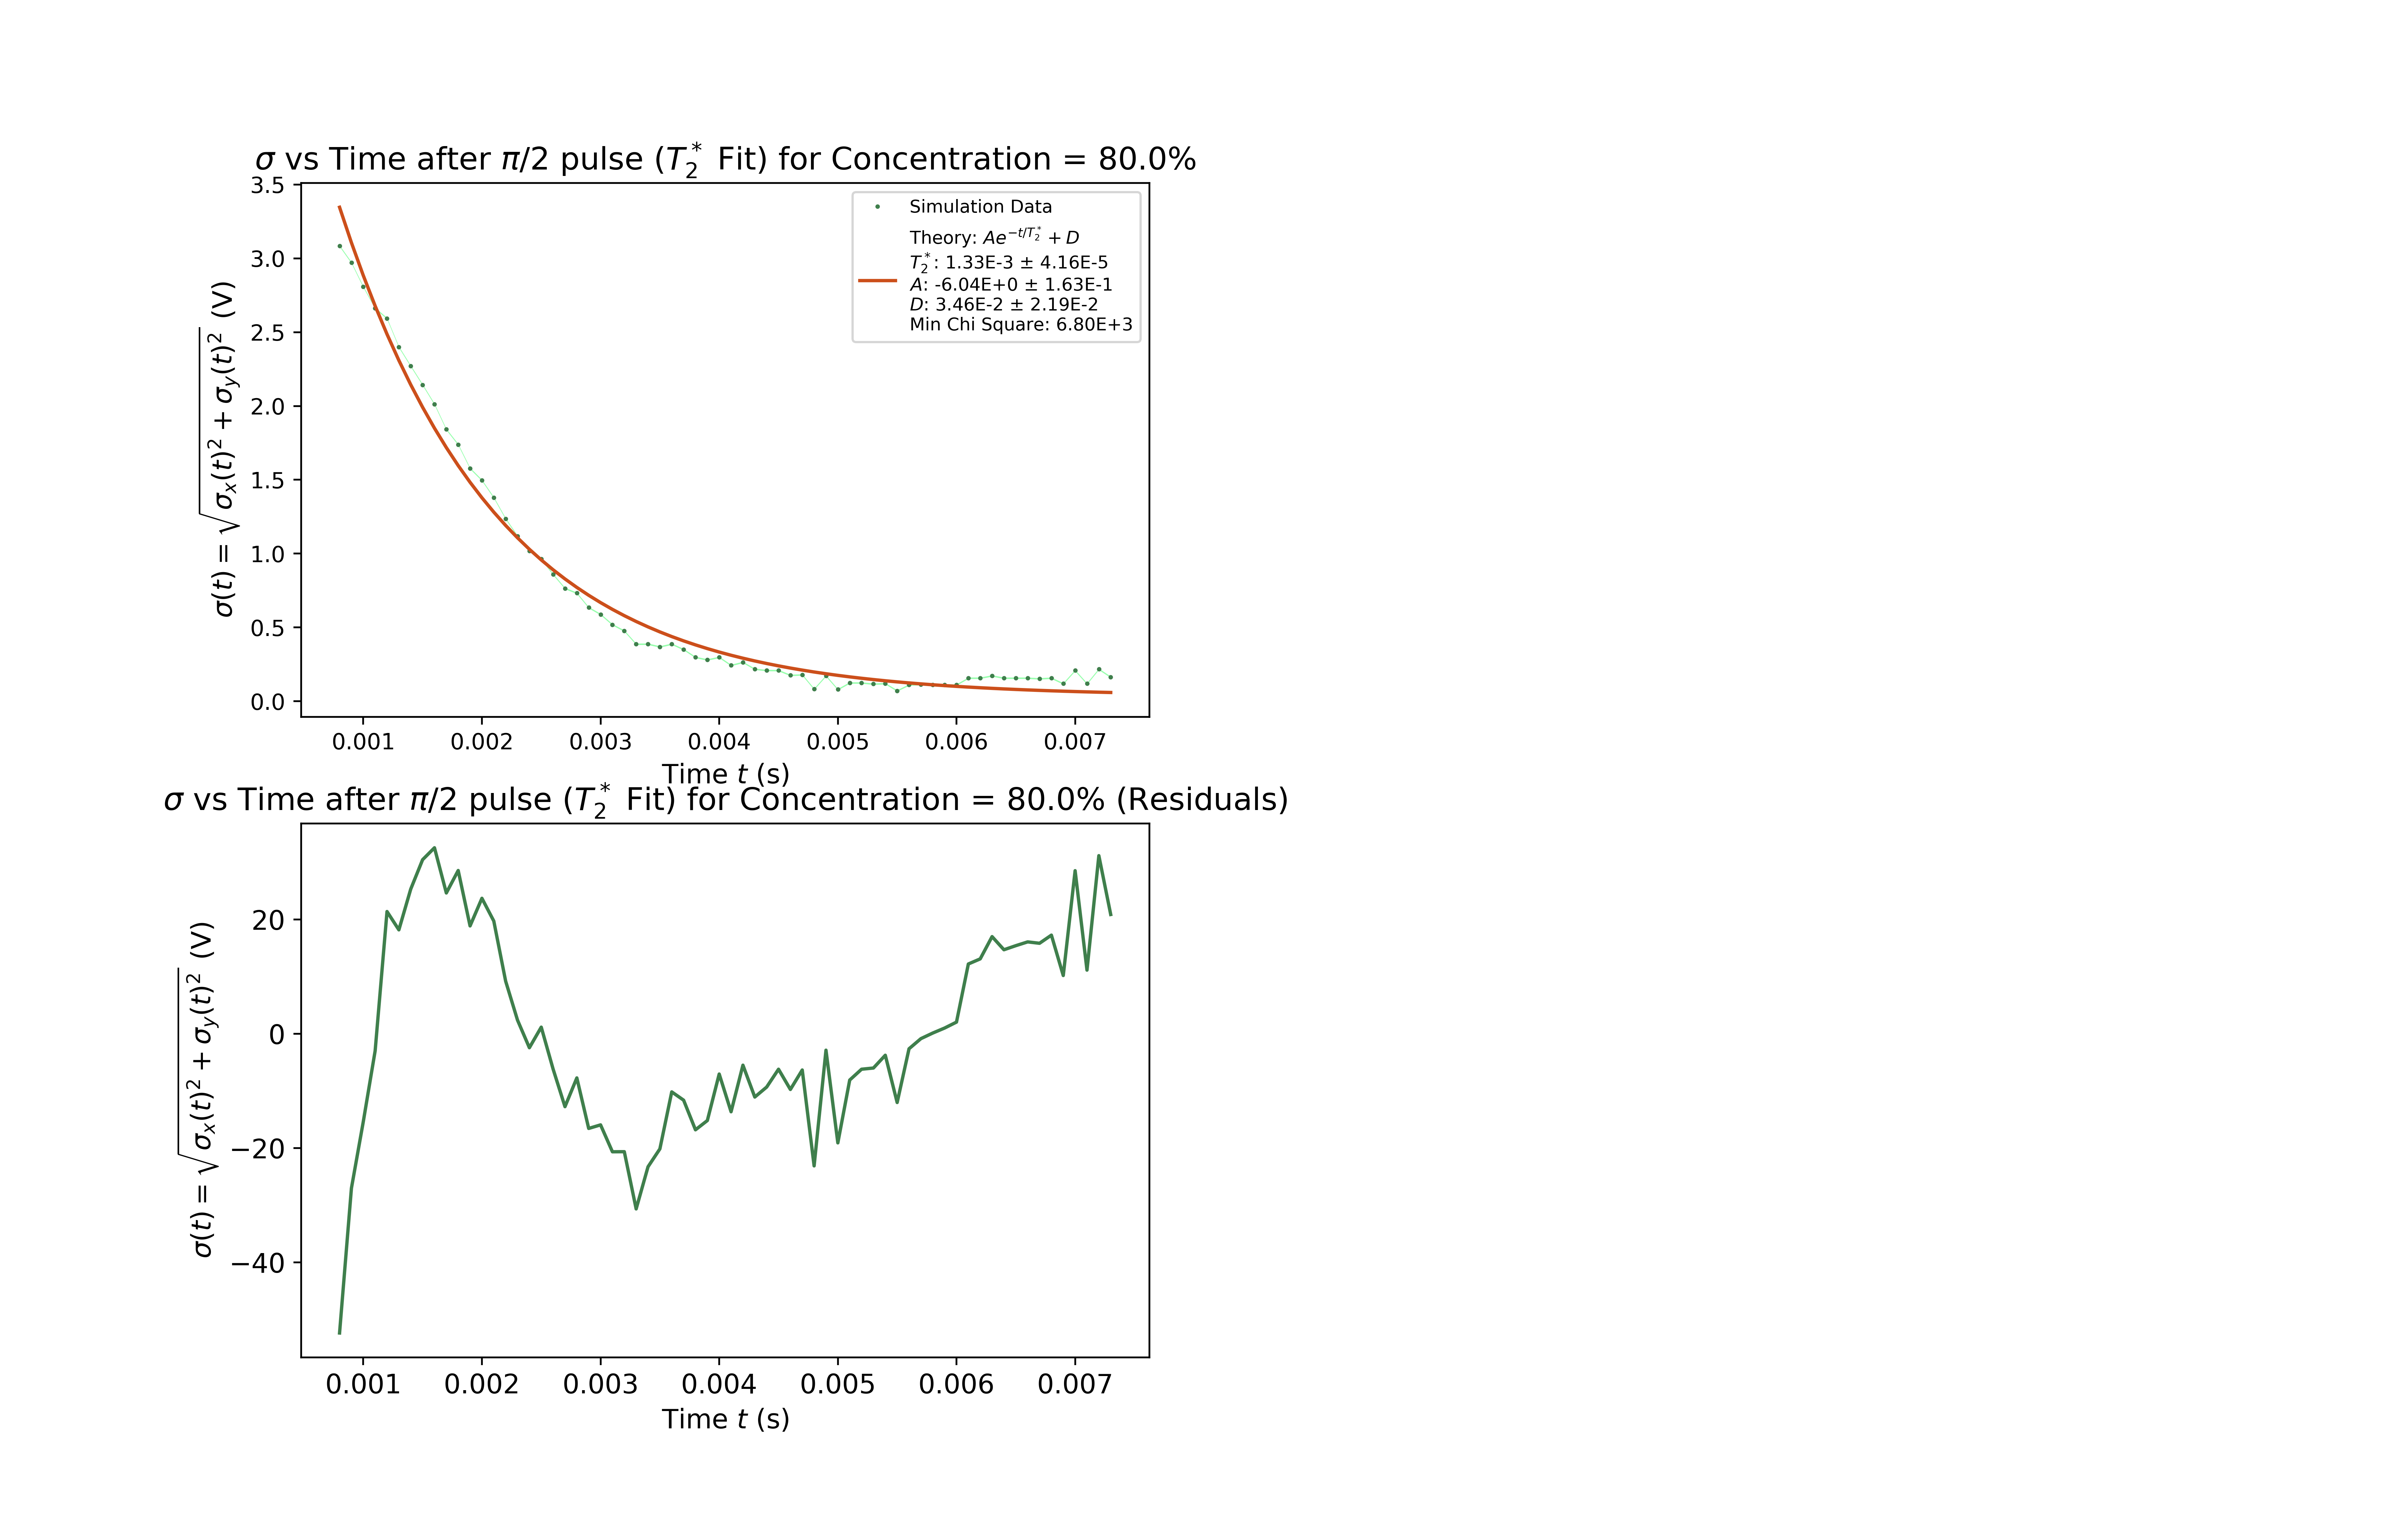 σ vs Time after π/2 pulse (T₂* Fit) for Concentration = 80.0%
3.5
3.0
2.5
2.0
1.5
1.0
0.5
0.0
σ(t) = √σₓ(t)² + σ_y(t)² (V)
Simulation Data
Theory: Ae^{−t/T₂*} + D
T₂*: 1.33E-3 ± 4.16E-5
A: -6.04E+0 ± 1.63E-1
D: 3.46E-2 ± 2.19E-2
Min Chi Square: 6.80E+3
0.001 0.002 0.003 0.004 0.005 0.006 0.007
Time t (s)
σ vs Time after π/2 pulse (T₂* Fit) for Concentration = 80.0% (Residuals)
20
0
−20
−40
σ(t) = √σₓ(t)² + σ_y(t)² (V)
0.001 0.002 0.003 0.004 0.005 0.006 0.007
Time t (s)